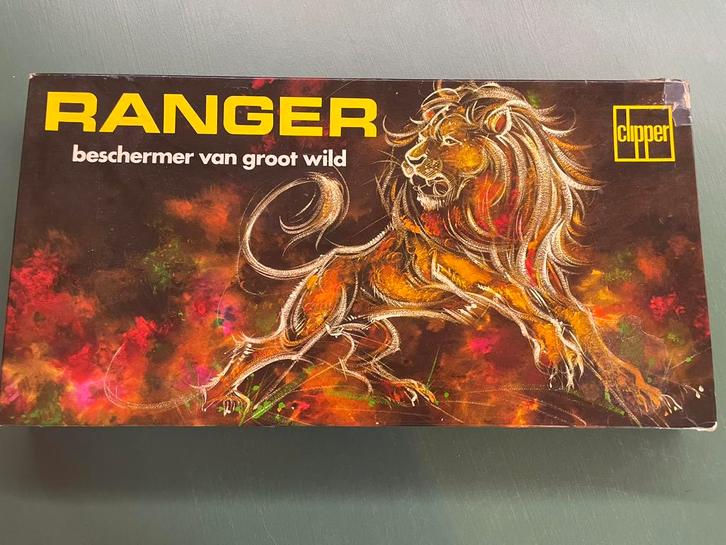 RANGER
beschermer van groot wild
clipper